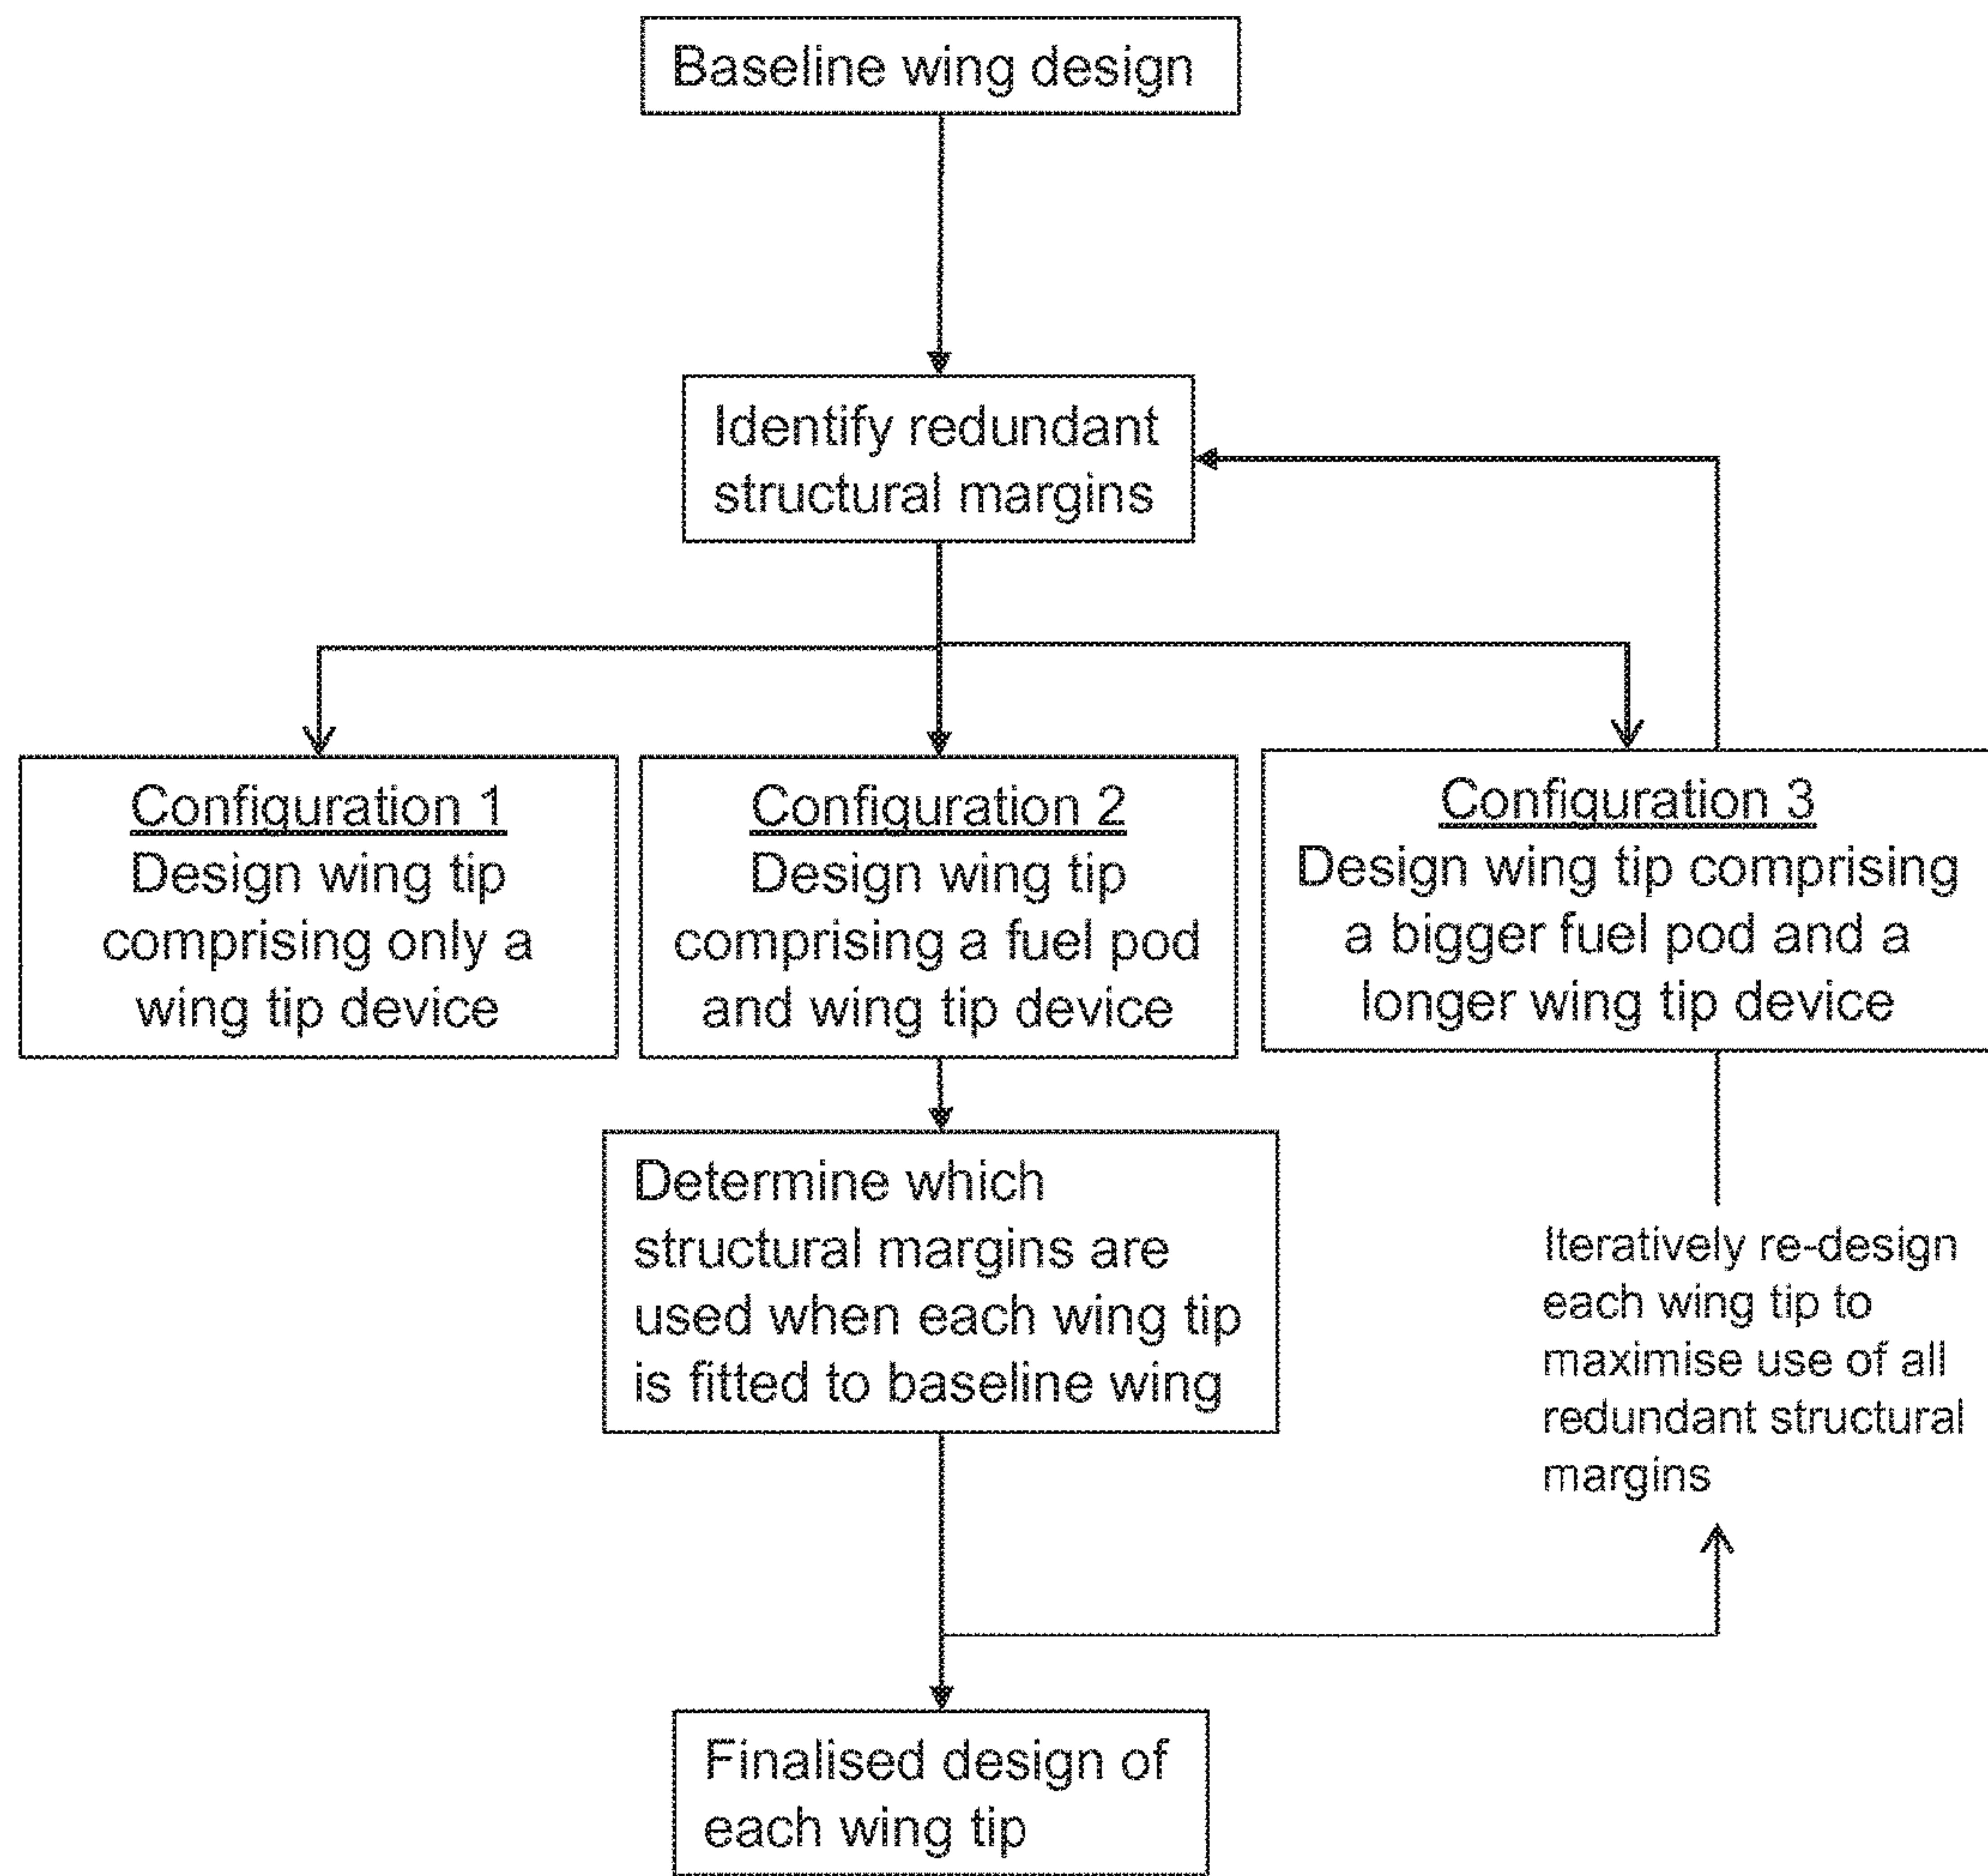 Baseline wing design
Identify redundant
structural margins
Configuration 1
Design wing tip
comprising only a
wing tip device
Configuration 2
Design wing tip
comprising a fuel pod
and wing tip device
Configuration 3
Design wing tip comprising
a bigger fuel pod and a
longer wing tip device
Determine which
structural margins are
used when each wing tip
is fitted to baseline wing
Iteratively re-design
each wing tip to
maximise use of all
redundant structural
margins
Finalised design of
each wing tip